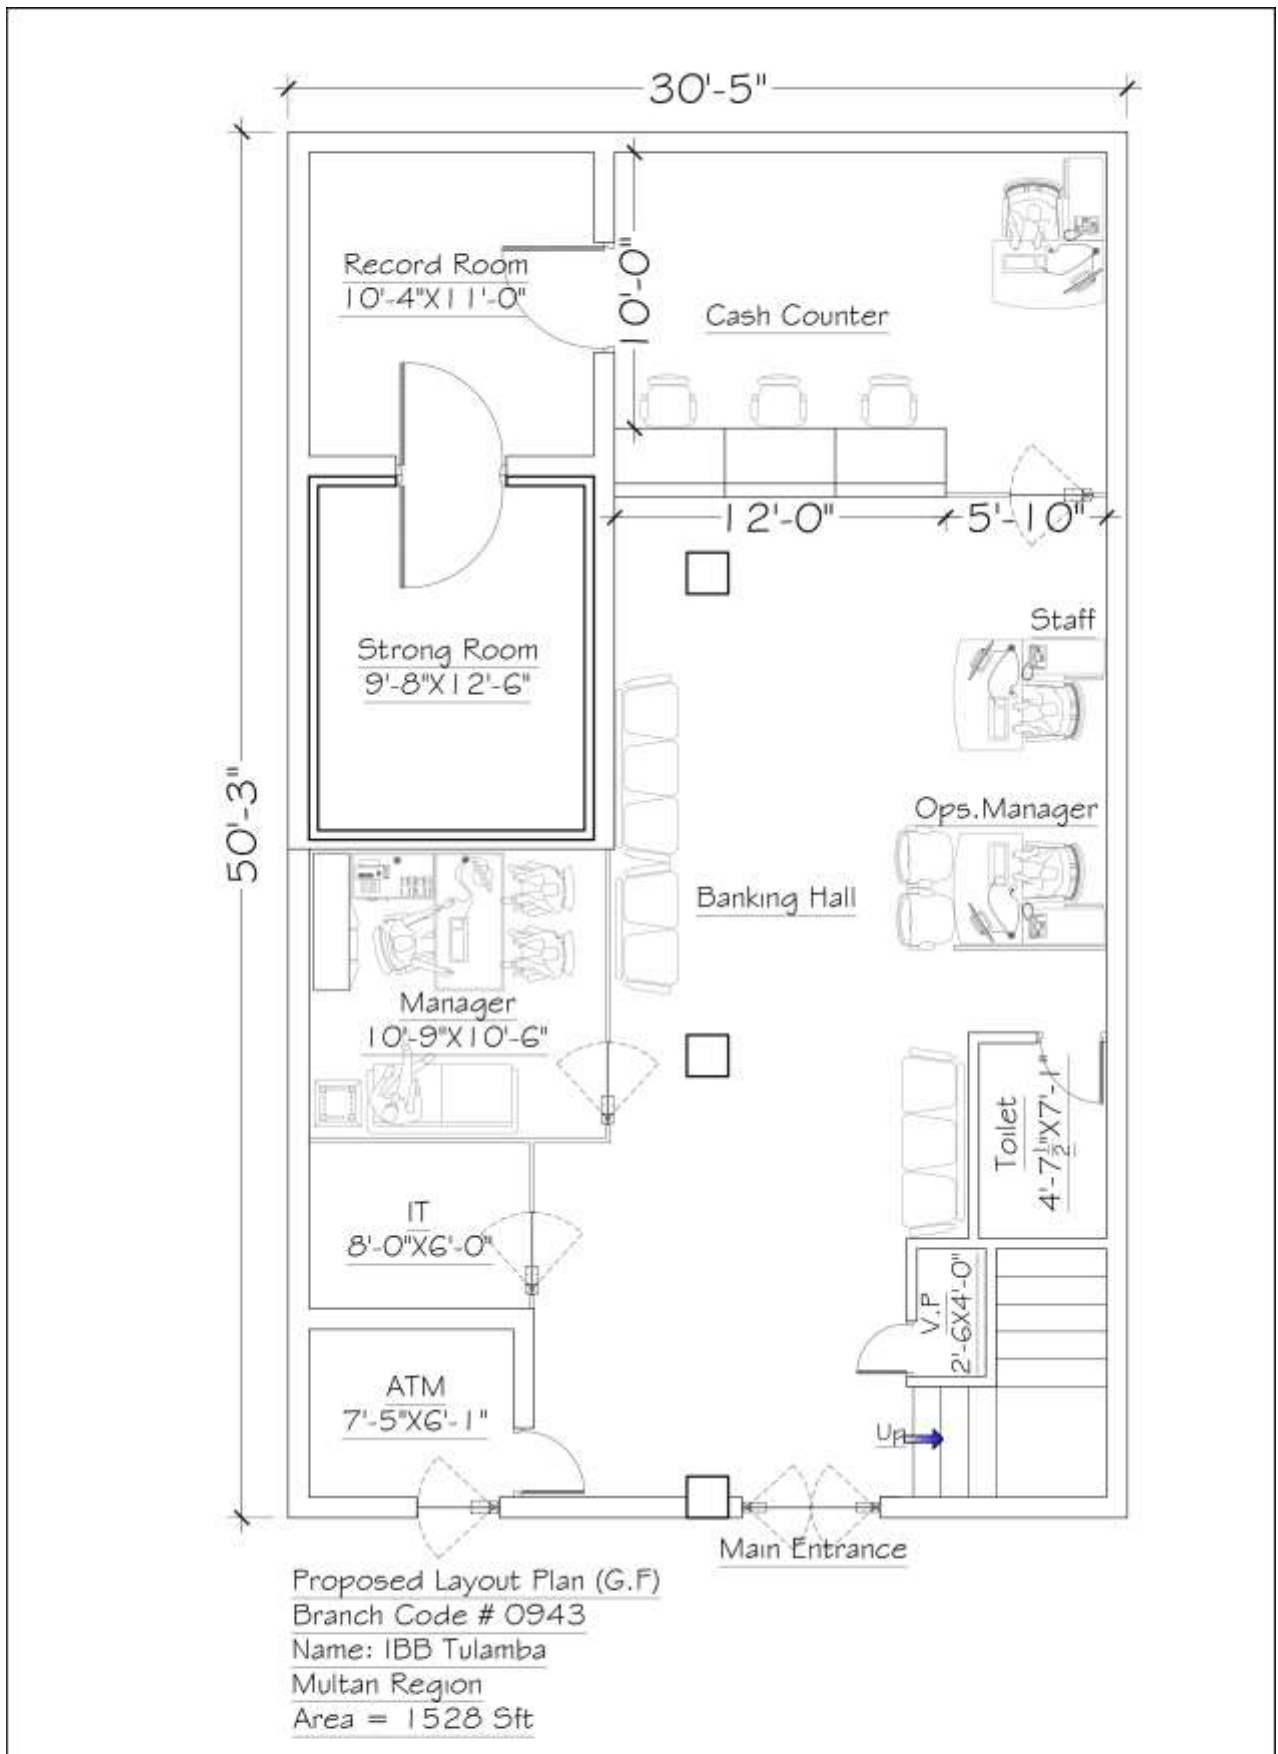 30'-5"
50'-3"
Record Room
10'-4"X11'-0"
10'-0"
Cash Counter
12'-0"
5'-10"
Staff
Strong Room
9'-8"X12'-6"
Ops.Manager
Banking Hall
Manager
10'-9"X10'-6"
Toilet
4'-7½"X7'-1"
IT
8'-0"X6'-0"
V.P
2'-6X4'-0"
ATM
7'-5"X6'-1"
Up
Main Entrance
Proposed Layout Plan (G.F)
Branch Code # 0943
Name: IBB Tulamba
Multan Region
Area = 1528 Sft